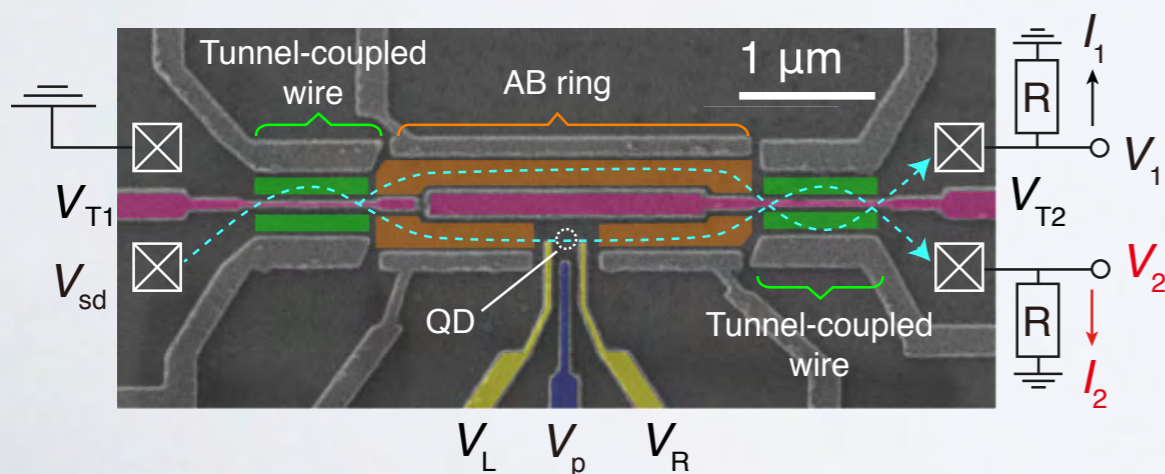 Tunnel-coupled
wire
AB ring
1 μm
I1
R
V1
VT1
VT2
Vsd
V2
QD
Tunnel-coupled
wire
R
I2
VL
Vp
VR